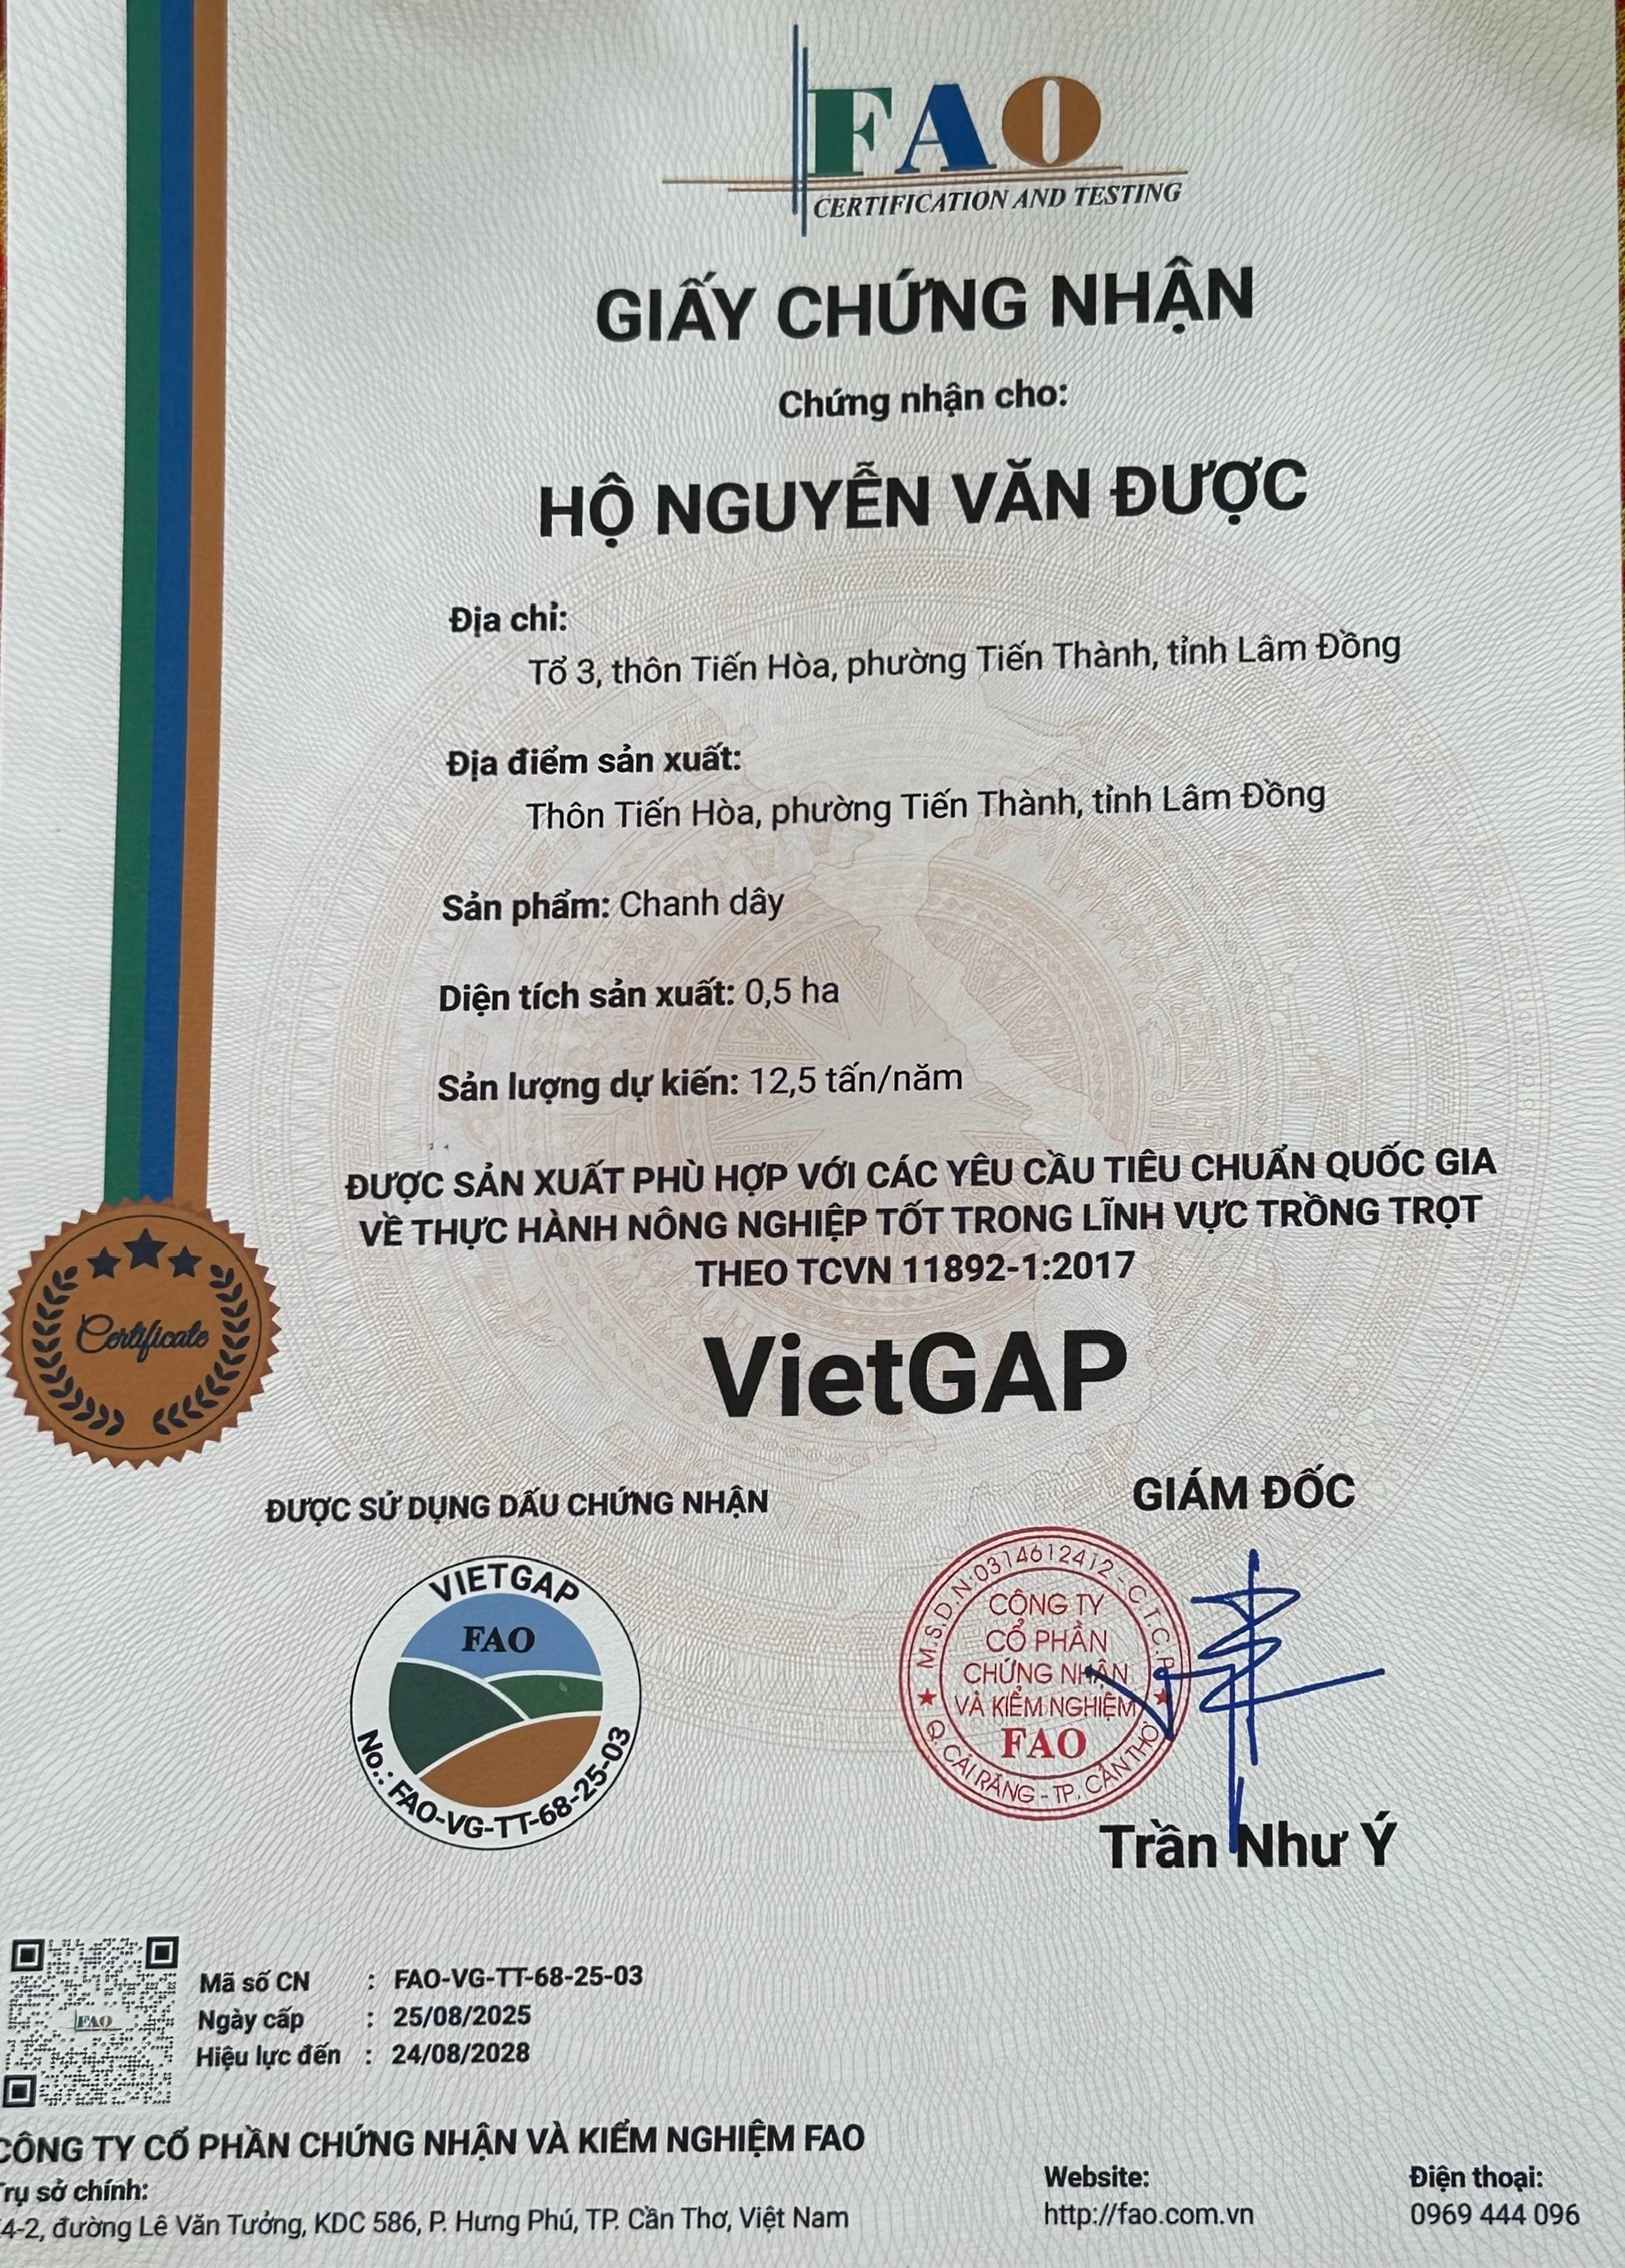 FAO
CERTIFICATION AND TESTING
GIẤY CHỨNG NHẬN
Chứng nhận cho:
HỘ NGUYỄN VĂN ĐƯỢC
Địa chỉ:
Tổ 3, thôn Tiến Hòa, phường Tiến Thành, tỉnh Lâm Đồng
Địa điểm sản xuất:
Thôn Tiến Hòa, phường Tiến Thành, tỉnh Lâm Đồng
Sản phẩm: Chanh dây
Diện tích sản xuất: 0,5 ha
Sản lượng dự kiến: 12,5 tấn/năm
ĐƯỢC SẢN XUẤT PHÙ HỢP VỚI CÁC YÊU CẦU TIÊU CHUẨN QUỐC GIA
VỀ THỰC HÀNH NÔNG NGHIỆP TỐT TRONG LĨNH VỰC TRỒNG TRỌT
THEO TCVN 11892-1:2017
Certificate
VietGAP
ĐƯỢC SỬ DỤNG DẤU CHỨNG NHẬN
VIETGAP
FAO
No.: FAO-VG-TT-68-25-03
GIÁM ĐỐC
M.S.D.N:0314612412 - C.T.C.P
CÔNG TY
CỔ PHẦN
CHỨNG NHẬN
VÀ KIỂM NGHIỆM
FAO
Q. CÁI RĂNG - TP. CẦN THƠ
Trần Như Ý
FAO
Mã số CN : FAO-VG-TT-68-25-03
Ngày cấp : 25/08/2025
Hiệu lực đến : 24/08/2028
CÔNG TY CỔ PHẦN CHỨNG NHẬN VÀ KIỂM NGHIỆM FAO
Trụ sở chính:
4-2, đường Lê Văn Tưởng, KDC 586, P. Hưng Phú, TP. Cần Thơ, Việt Nam
Website:
http://fao.com.vn
Điện thoại:
0969 444 096